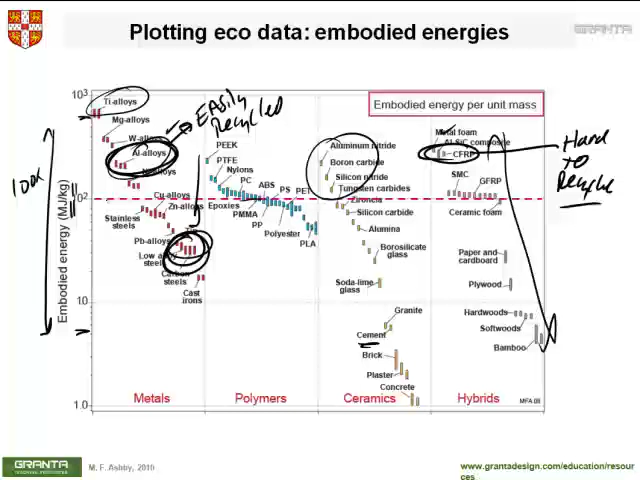 Plotting eco data: embodied energies
GRANTA
10³
Ti-alloys
Embodied energy per unit mass
EASily
Recycled
Mg-alloys
Metal foam
W-alloys
PEEK
Aluminum nitride
Al-SiC composite
Al-alloys
CFRP
HARD
TO
Recycle
PTFE
Boron carbide
Nylons
Silicon nitride
SMC
GFRP
PC
Tungsten carbides
ABS
PS
PET
100x
10²
Cu-alloys
Zirconia
Zn-alloys
Epoxies
PMMA
Silicon carbide
Ceramic foam
Stainless
steels
PP
Polyester
Alumina
Pb-alloys
PLA
Borosilicate
glass
Low alloy
steels
Paper and
cardboard
Carbon
steels
Soda-lime
glass
Plywood
Cast
irons
Embodied energy (MJ/kg)
10
Granite
Hardwoods
Cement
Softwoods
Brick
Bamboo
Plaster
Concrete
1.0
Metals
Polymers
Ceramics
Hybrids
MFA 08
GRANTA
M. F. Ashby, 2010
www.grantadesign.com/education/resour
ces